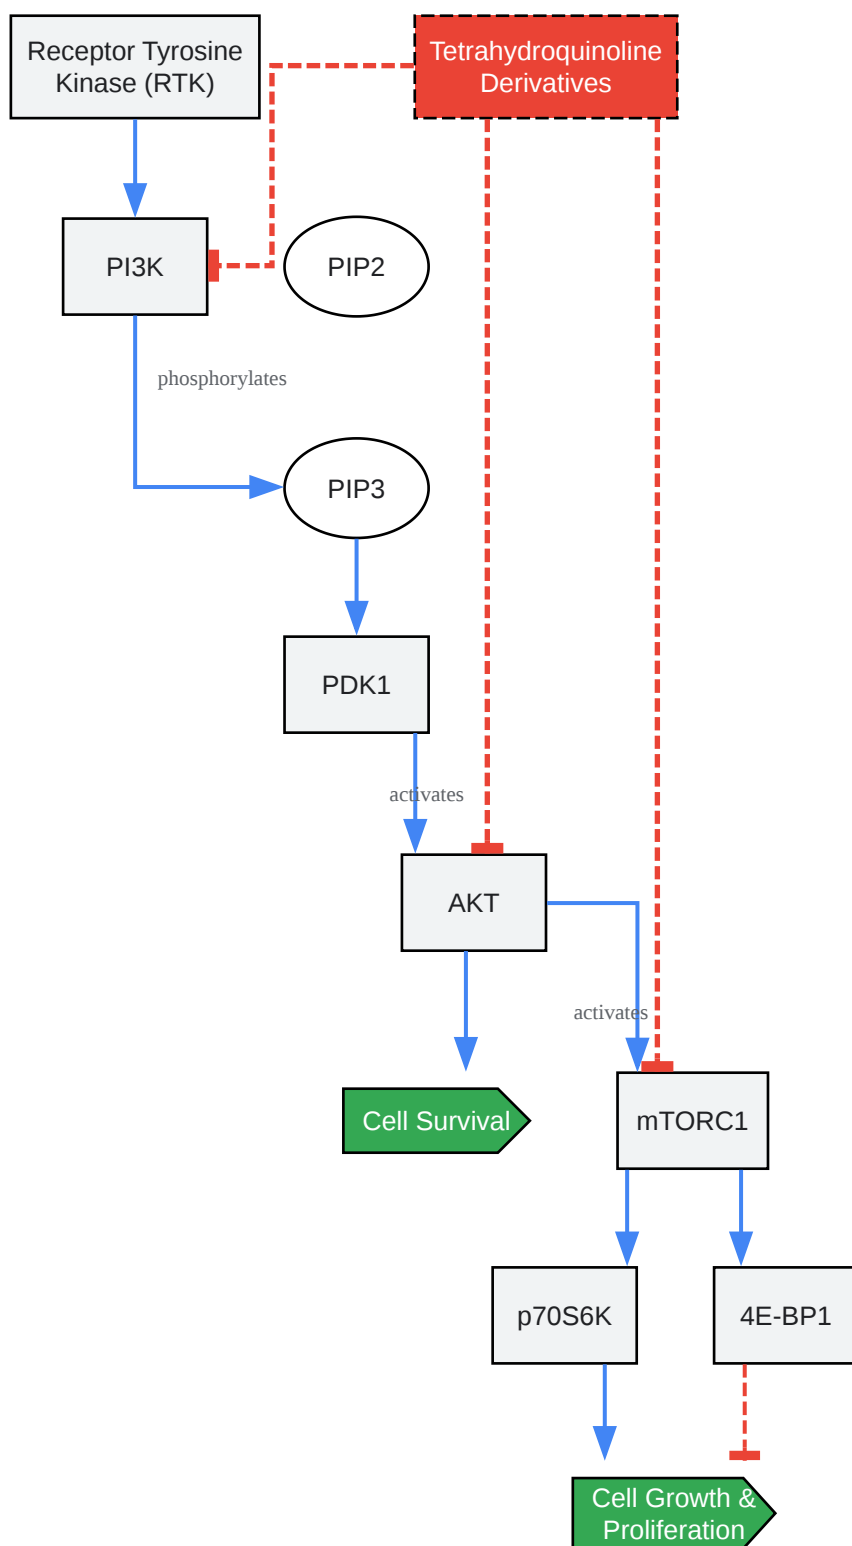 Receptor Tyrosine
Kinase (RTK)
Tetrahydroquinoline
Derivatives
PI3K
PIP2
phosphorylates
PIP3
PDK1
activates
AKT
activates
Cell Survival
mTORC1
p70S6K
4E-BP1
Cell Growth &
Proliferation